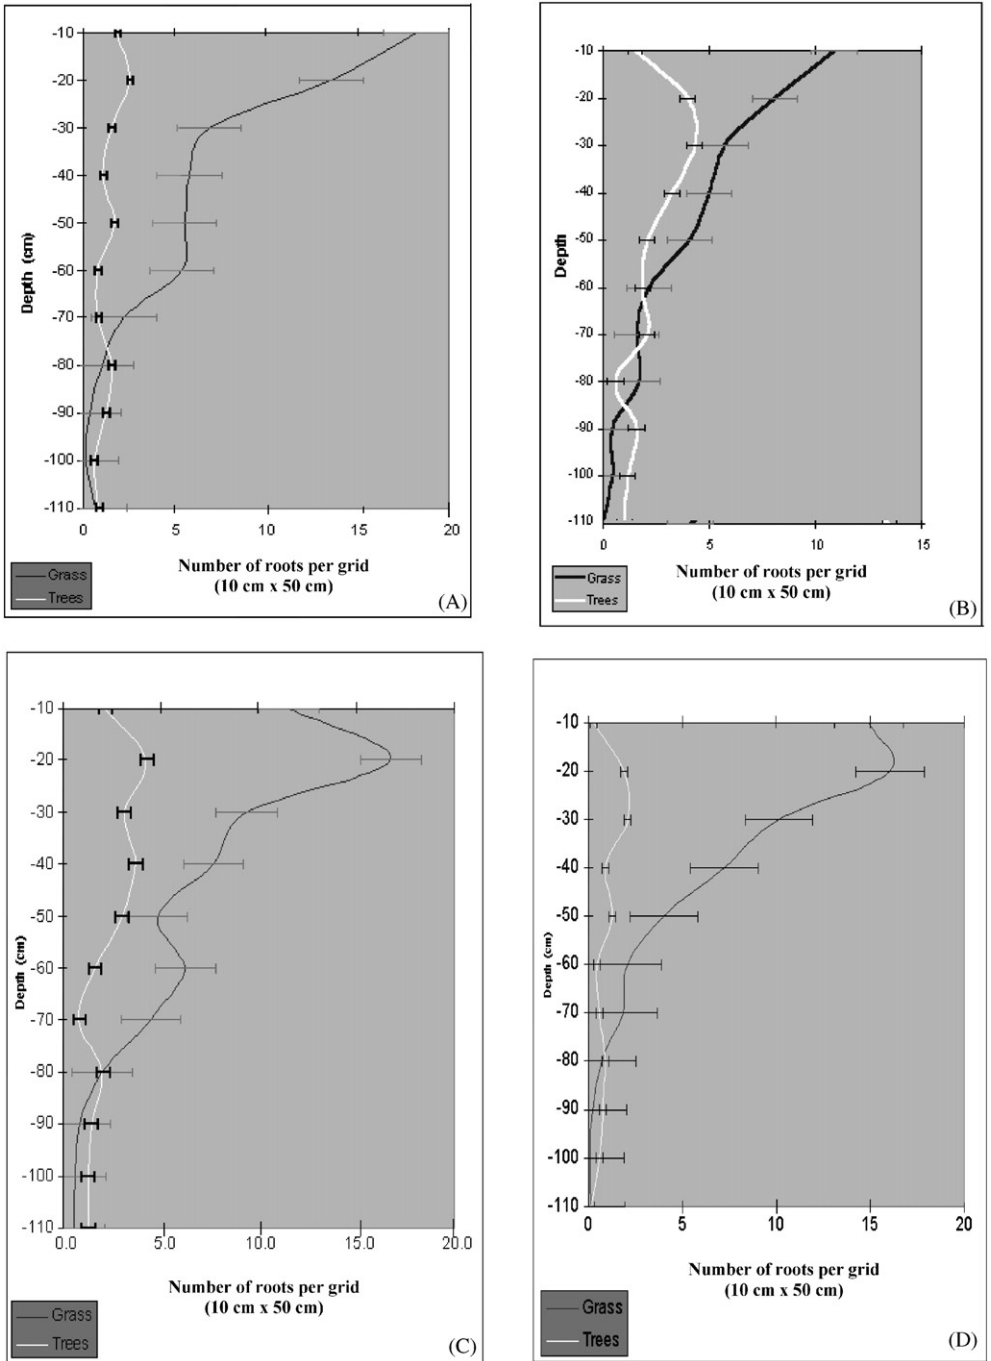 -10
-20
-30
-40
-50
-60
-70
-80
-90
-100
-110
Depth (cm)
0
5
10
15
20
Number of roots per grid
(10 cm x 50 cm)
Grass
Trees
(A)
-10
-20
-30
-40
-50
-60
-70
-80
-90
-100
-110
Depth
0
5
10
15
Number of roots per grid
(10 cm x 50 cm)
Grass
Trees
(B)
-10
-20
-30
-40
-50
-60
-70
-80
-90
-100
-110
Depth (cm)
0.0
5.0
10.0
15.0
20.0
Number of roots per grid
(10 cm x 50 cm)
Grass
Trees
(C)
-10
-20
-30
-40
-50
-60
-70
-80
-90
-100
-110
Depth (cm)
0
5
10
15
20
Number of roots per grid
(10 cm x 50 cm)
Grass
Trees
(D)